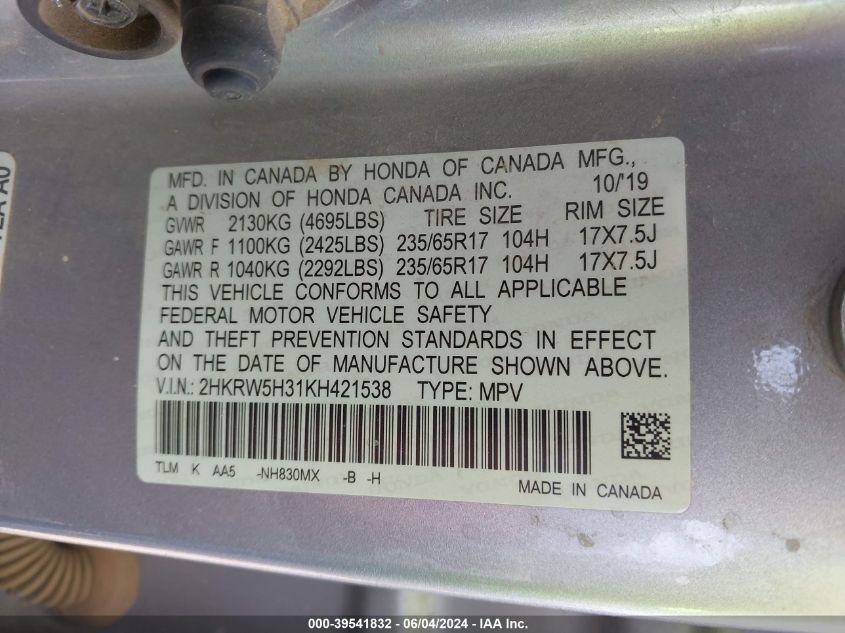 MFD. IN CANADA BY HONDA OF CANADA MFG.,
A DIVISION OF HONDA CANADA INC. 10/'19
GVWR 2130KG (4695LBS) TIRE SIZE RIM SIZE
GAWR F 1100KG (2425LBS) 235/65R17 104H 17X7.5J
GAWR R 1040KG (2292LBS) 235/65R17 104H 17X7.5J
THIS VEHICLE CONFORMS TO ALL APPLICABLE
FEDERAL MOTOR VEHICLE SAFETY
AND THEFT PREVENTION STANDARDS IN EFFECT
ON THE DATE OF MANUFACTURE SHOWN ABOVE.
V.I.N.: 2HKRW5H31KH421538 TYPE: MPV
TLM K AA5 -NH830MX -B -H
MADE IN CANADA
000-39541832 - 06/04/2024 - IAA Inc.